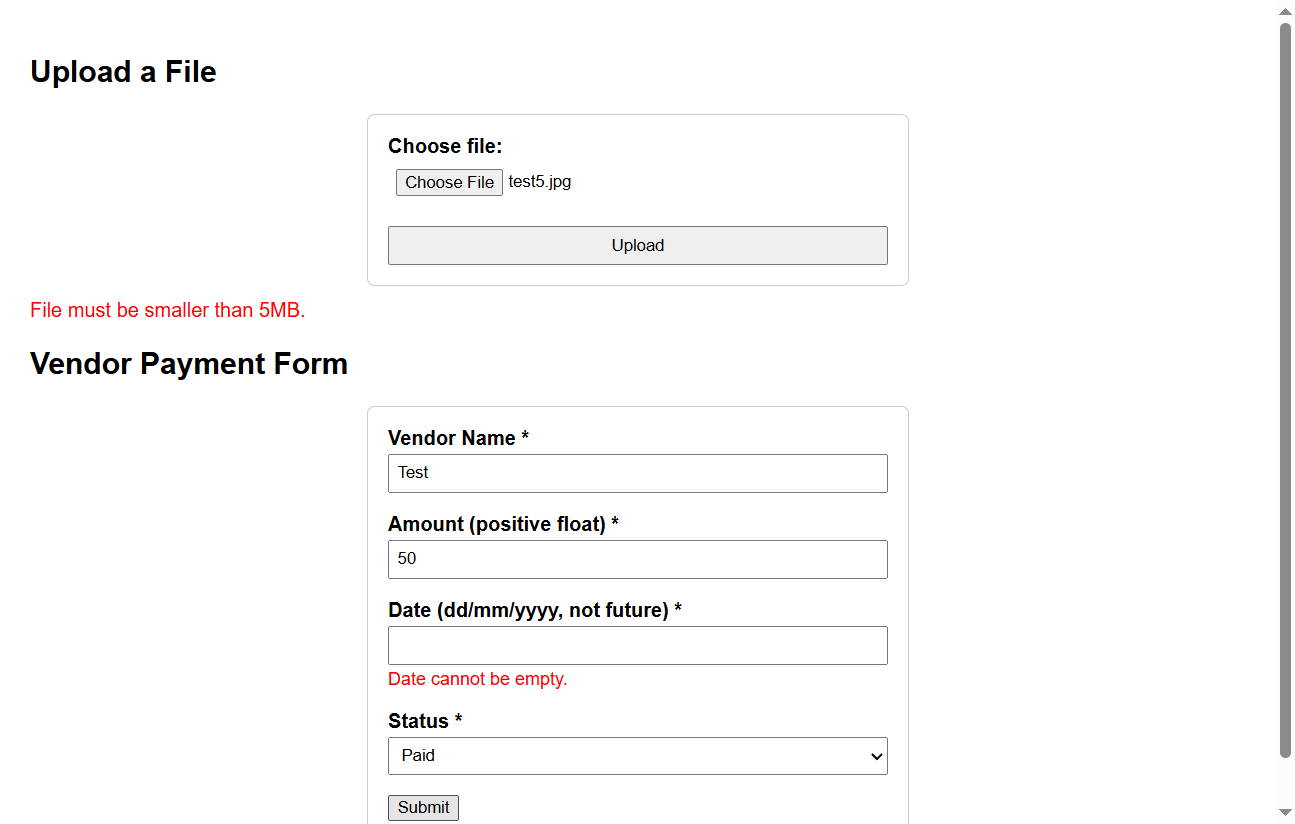 Upload a File
Choose file:
Choose File test5.jpg
Upload
File must be smaller than 5MB.
Vendor Payment Form
Vendor Name *
Test
Amount (positive float) *
50
Date (dd/mm/yyyy, not future) *
Date cannot be empty.
Status *
Paid
Submit